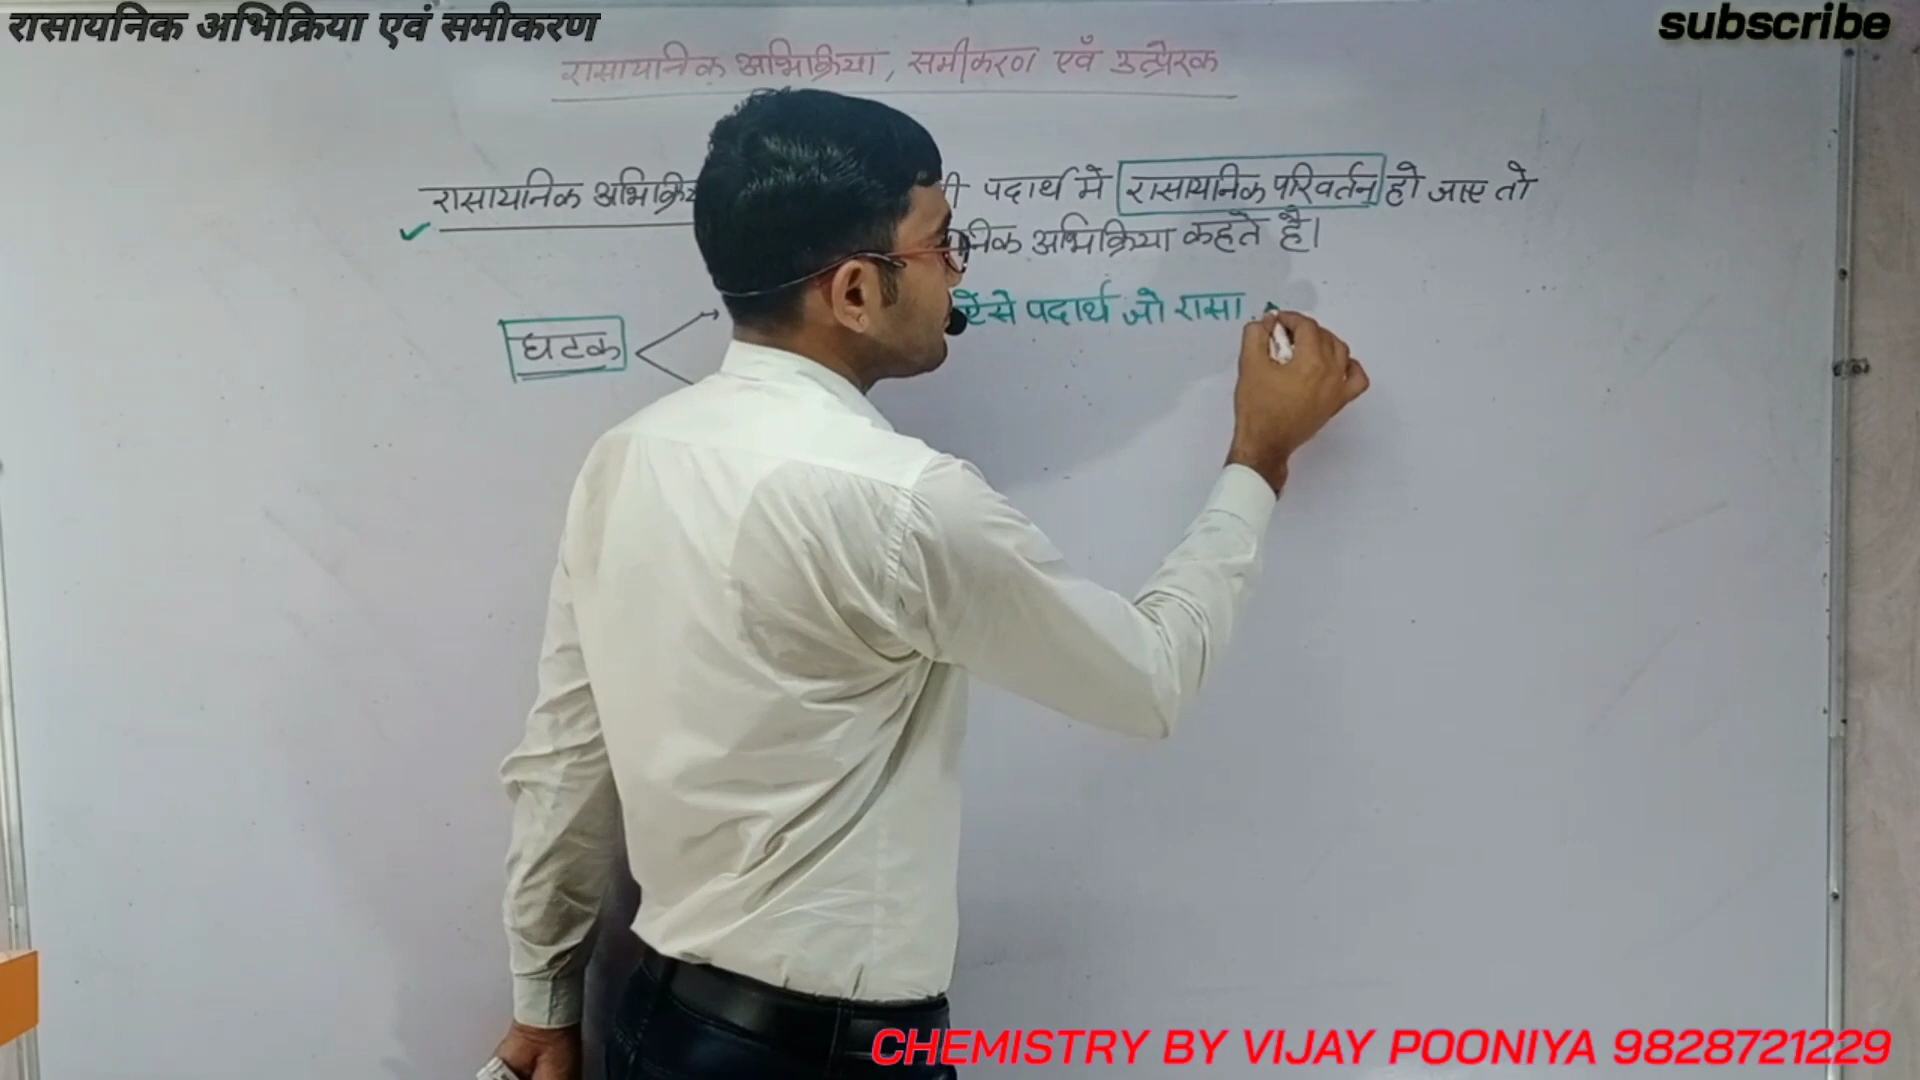 रासायनिक अभिक्रिया एवं समीकरण
subscribe
रासायनिक अभिक्रिया, समीकरण एवँ उत्प्रेरक
रासायनिक पदार्थ मे रासायनिक परिवर्तन हो जाए तो
अभिक्रिया कहते है।
ऐसे पदार्थ जो रासा.
घटक
CHEMISTRY BY VIJAY POONIYA 9828721229